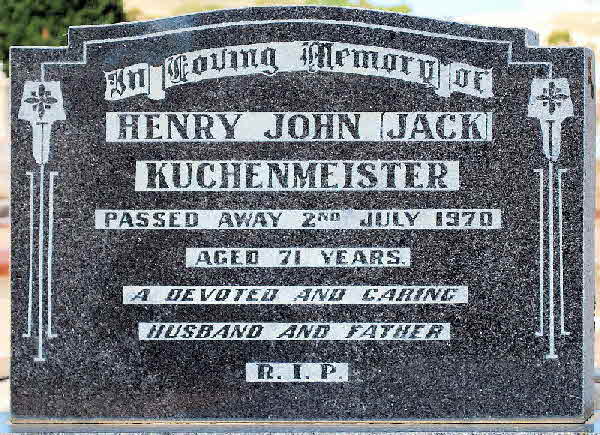 In Loving Memory of
HENRY JOHN (JACK)
KUCHENMEISTER
PASSED AWAY 2ND JULY 1970
AGED 71 YEARS.
A DEVOTED AND CARING
HUSBAND AND FATHER
R. I. P.